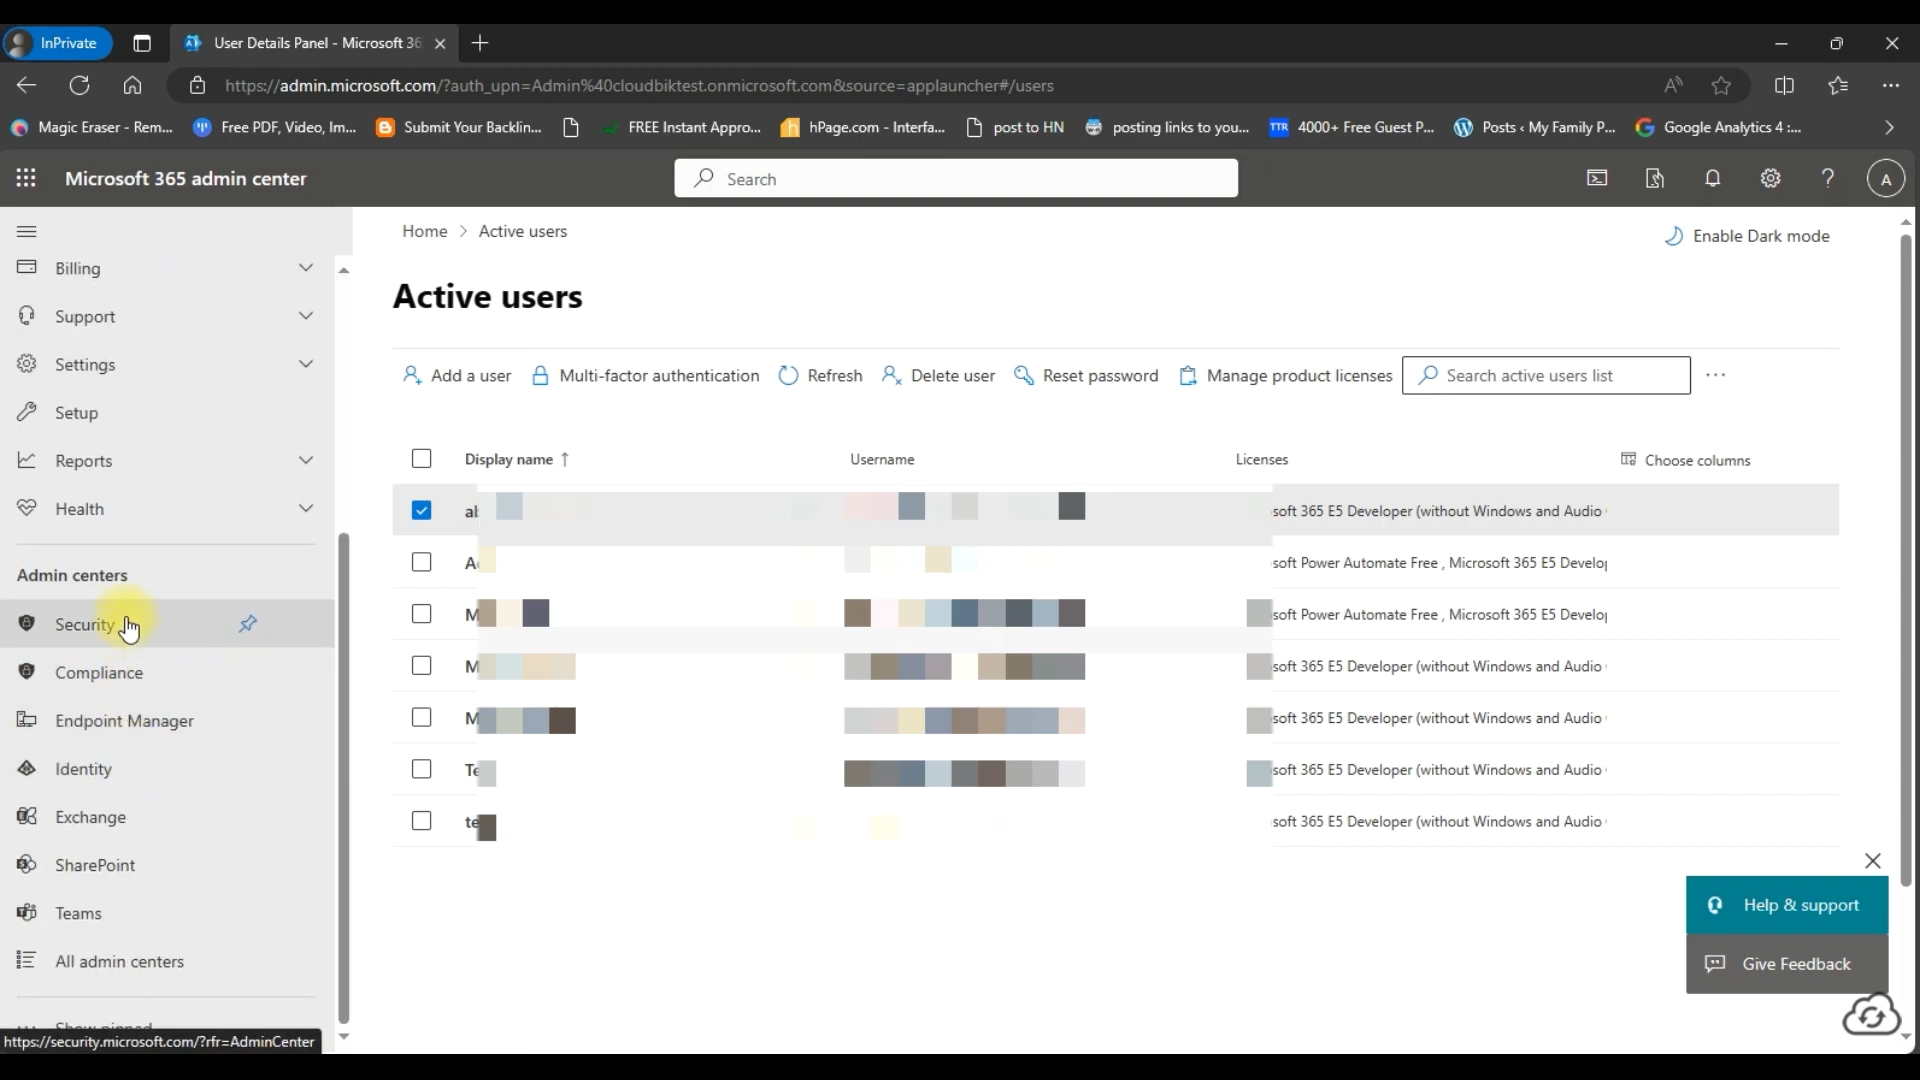 InPrivate
User Details Panel - Microsoft 36
https://admin.microsoft.com/?auth_upn=Admin%40cloudbiktest.onmicrosoft.com&source=applauncher#/users
Magic Eraser - Rem...
Free PDF, Video, Im...
Submit Your Backlin...
FREE Instant Appro...
hPage.com - Interfa...
post to HN
posting links to you...
TTR
4000+ Free Guest P...
Posts ‹ My Family P...
Google Analytics 4 :...
Microsoft 365 admin center
Search
A
Billing
Support
Settings
Setup
Reports
Health
Admin centers
Security
Compliance
Endpoint Manager
Identity
Exchange
SharePoint
Teams
All admin centers
Show pinned
https://security.microsoft.com/?rfr=AdminCenter
Home > Active users
Enable Dark mode
Active users
Add a user
Multi-factor authentication
Refresh
Delete user
Reset password
Manage product licenses
Search active users list
Display name ↑
Username
Licenses
Choose columns
soft 365 E5 Developer (without Windows and Audio
soft Power Automate Free , Microsoft 365 E5 Develop
soft Power Automate Free , Microsoft 365 E5 Develop
soft 365 E5 Developer (without Windows and Audio
soft 365 E5 Developer (without Windows and Audio
soft 365 E5 Developer (without Windows and Audio
soft 365 E5 Developer (without Windows and Audio
Help & support
Give Feedback